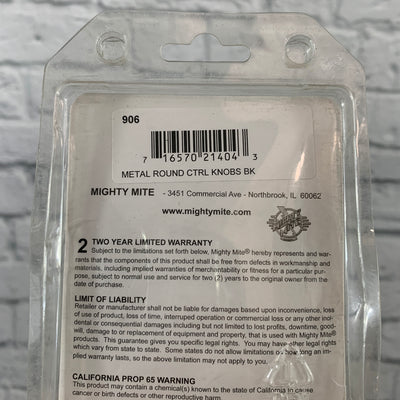 906
7 16570 21404 3
METAL ROUND CTRL KNOBS BK
MIGHTY MITE - 3451 Commercial Ave - Northbrook, IL 60062
www.mightymite.com
2 TWO YEAR LIMITED WARRANTY
Subject to the limitations set forth below, Mighty Mite® hereby represents and war-
rants that the components of this product shall be free from defects in workmanship and
materials, including implied warranties of merchantability or fitness for a particular pur-
pose, subject to normal use and service for two (2) years to the original owner from the
date of purchase.
LIMIT OF LIABILITY
Retailer or manufacturer shall not be liable for damages based upon inconvenience, loss
of use of product, loss of time, interruped operation or commercial loss or any other inci-
dental or consequential damages including but not limited to lost profits, downtime, good-
will, damage to or replacement of equipment and property, that is used with Mighty Mite®
products. This guarantee gives you specific legal rights. You may have other legal rights
which vary from state to state. Some states do not allow limitations on how long an im-
plied warranty lasts, so the above limitation may not apply to you.
CALIFORNIA PROP 65 WARNING
This product may contain a chemical(s) known to the state of California to cause
cancer or birth defects or other reproductive harm.